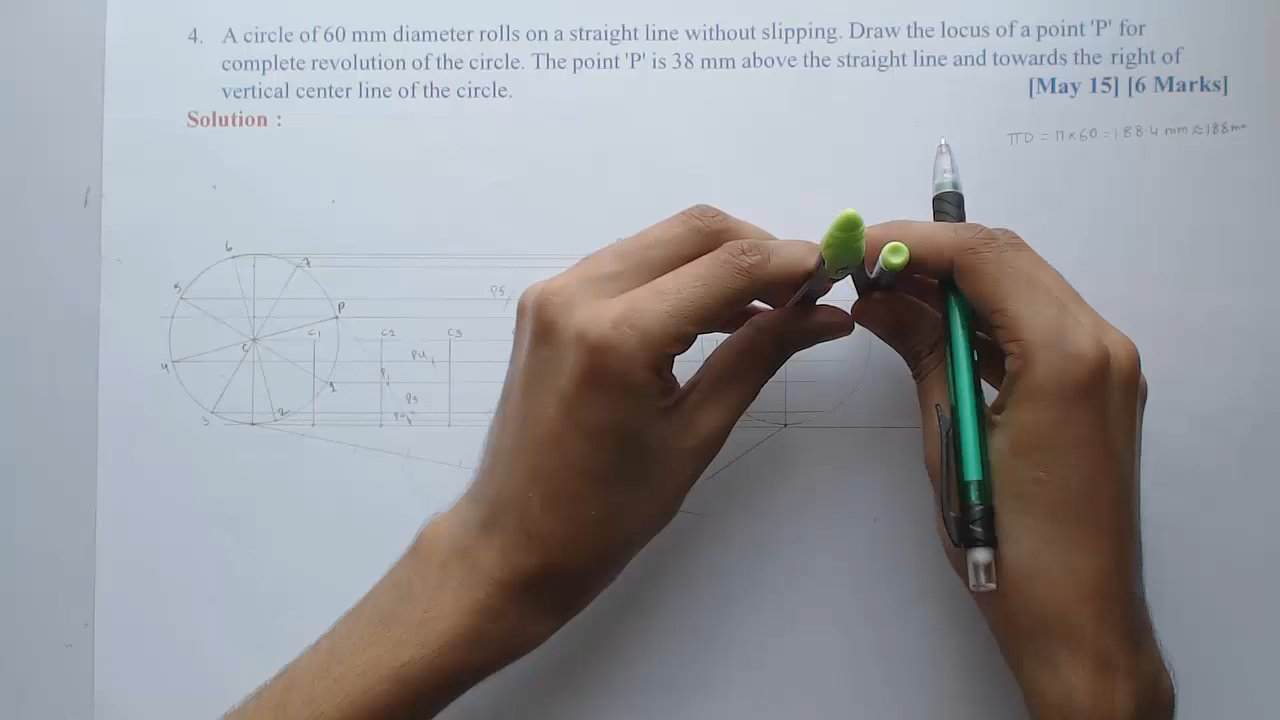 4. A circle of 60 mm diameter rolls on a straight line without slipping. Draw the locus of a point 'P' for
complete revolution of the circle. The point 'P' is 38 mm above the straight line and towards the right of
vertical center line of the circle. [May 15] [6 Marks]
Solution :
πD = π×60 = 188.4 mm ≈ 188mm
6
7
5
P5
P
C
C1 C2 C3
4
P4
P1
1
P3
3
2